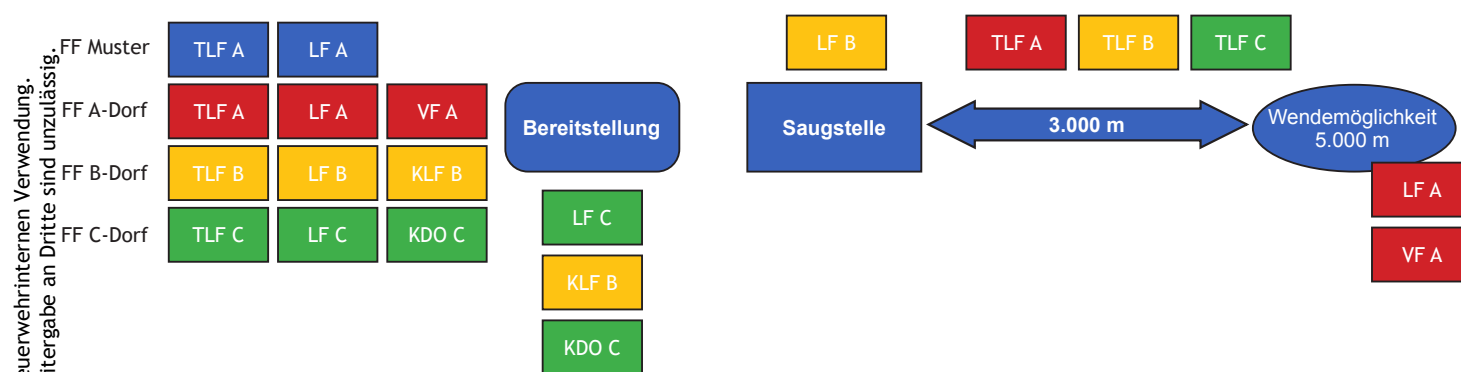 euerwehrinternen Verwendung.
itergabe an Dritte sind unzulässig.
FF Muster
TLF A
LF A
FF A-Dorf
TLF A
LF A
VF A
FF B-Dorf
TLF B
LF B
KLF B
FF C-Dorf
TLF C
LF C
KDO C
Bereitstellung
LF C
KLF B
KDO C
LF B
Saugstelle
TLF A
TLF B
TLF C
3.000 m
Wendemöglichkeit
5.000 m
LF A
VF A